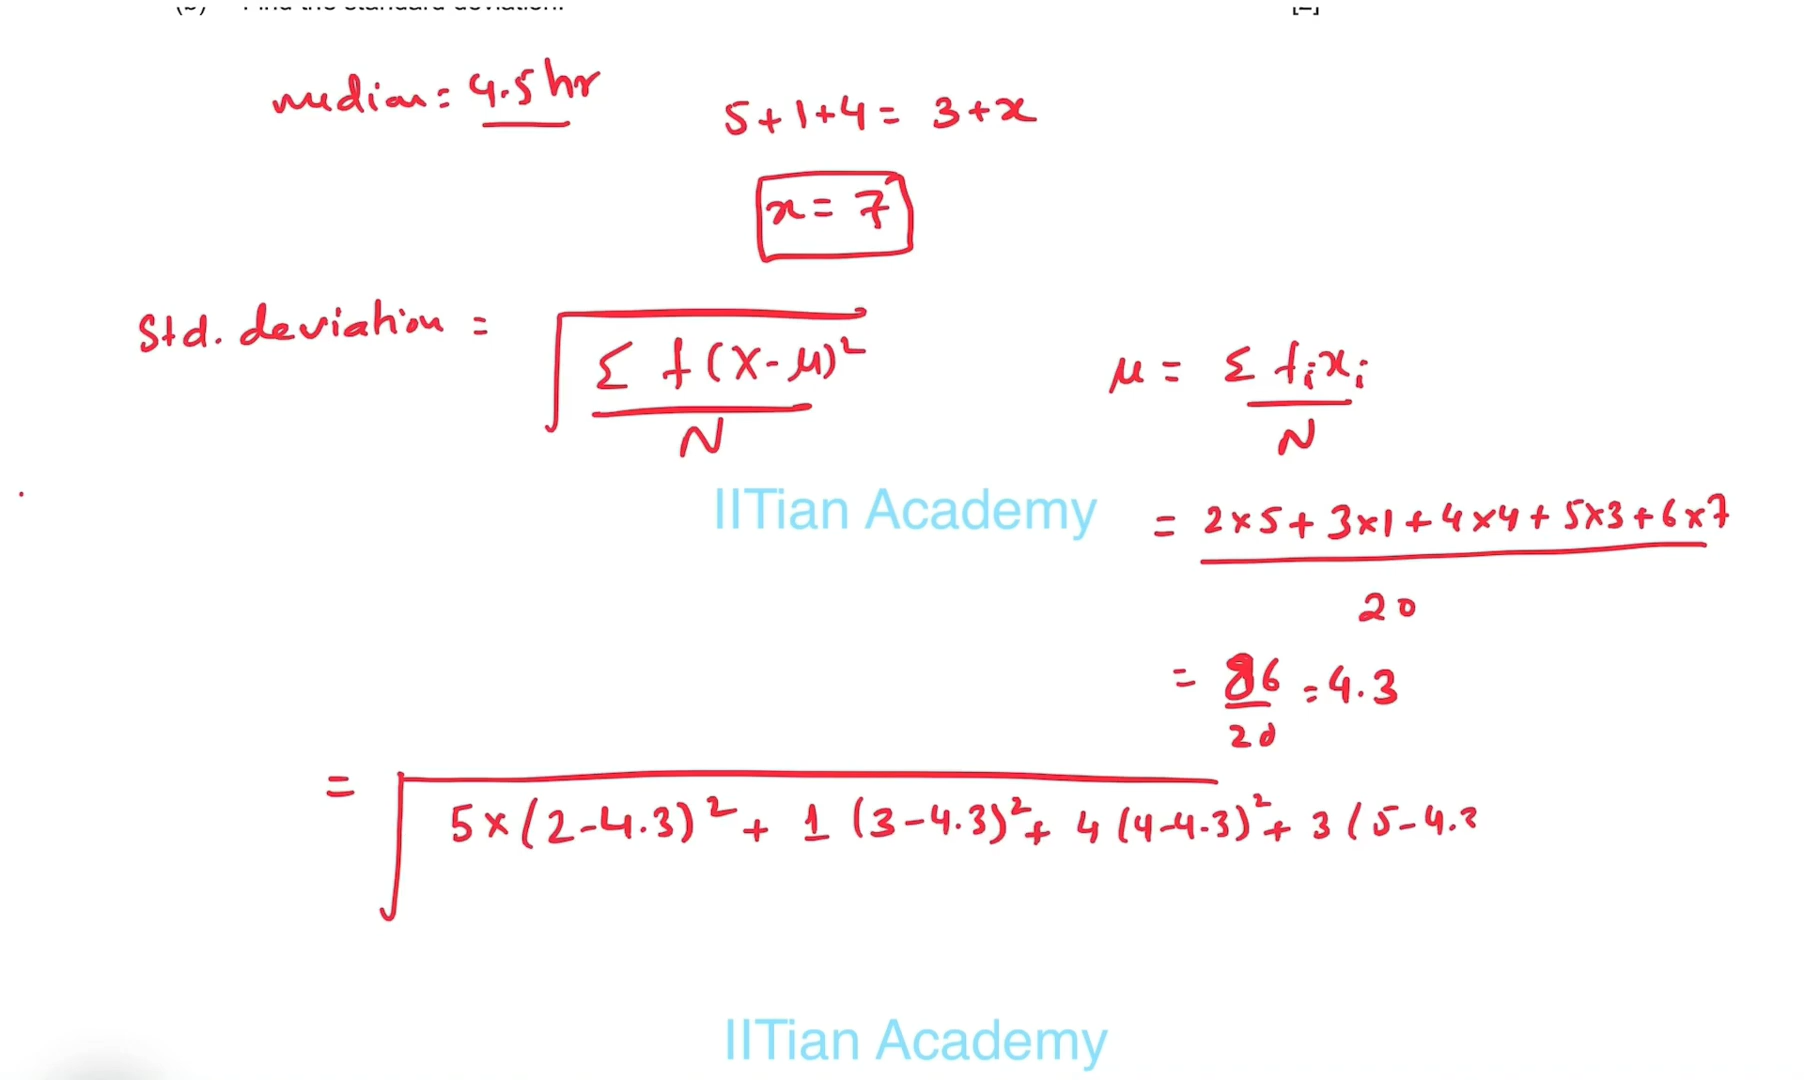 median = 4.5 hr
5 + 1 + 4 = 3 + x
x = 7
Std. deviation = √ Σ f (X - μ)²
N
μ = Σ fᵢxᵢ
N
IITian Academy
= 2×5 + 3×1 + 4×4 + 5×3 + 6×7
20
= 86 = 4.3
20
= √ 5×(2-4.3)² + 1 (3-4.3)² + 4 (4-4.3)² + 3 (5-4.
IITian Academy